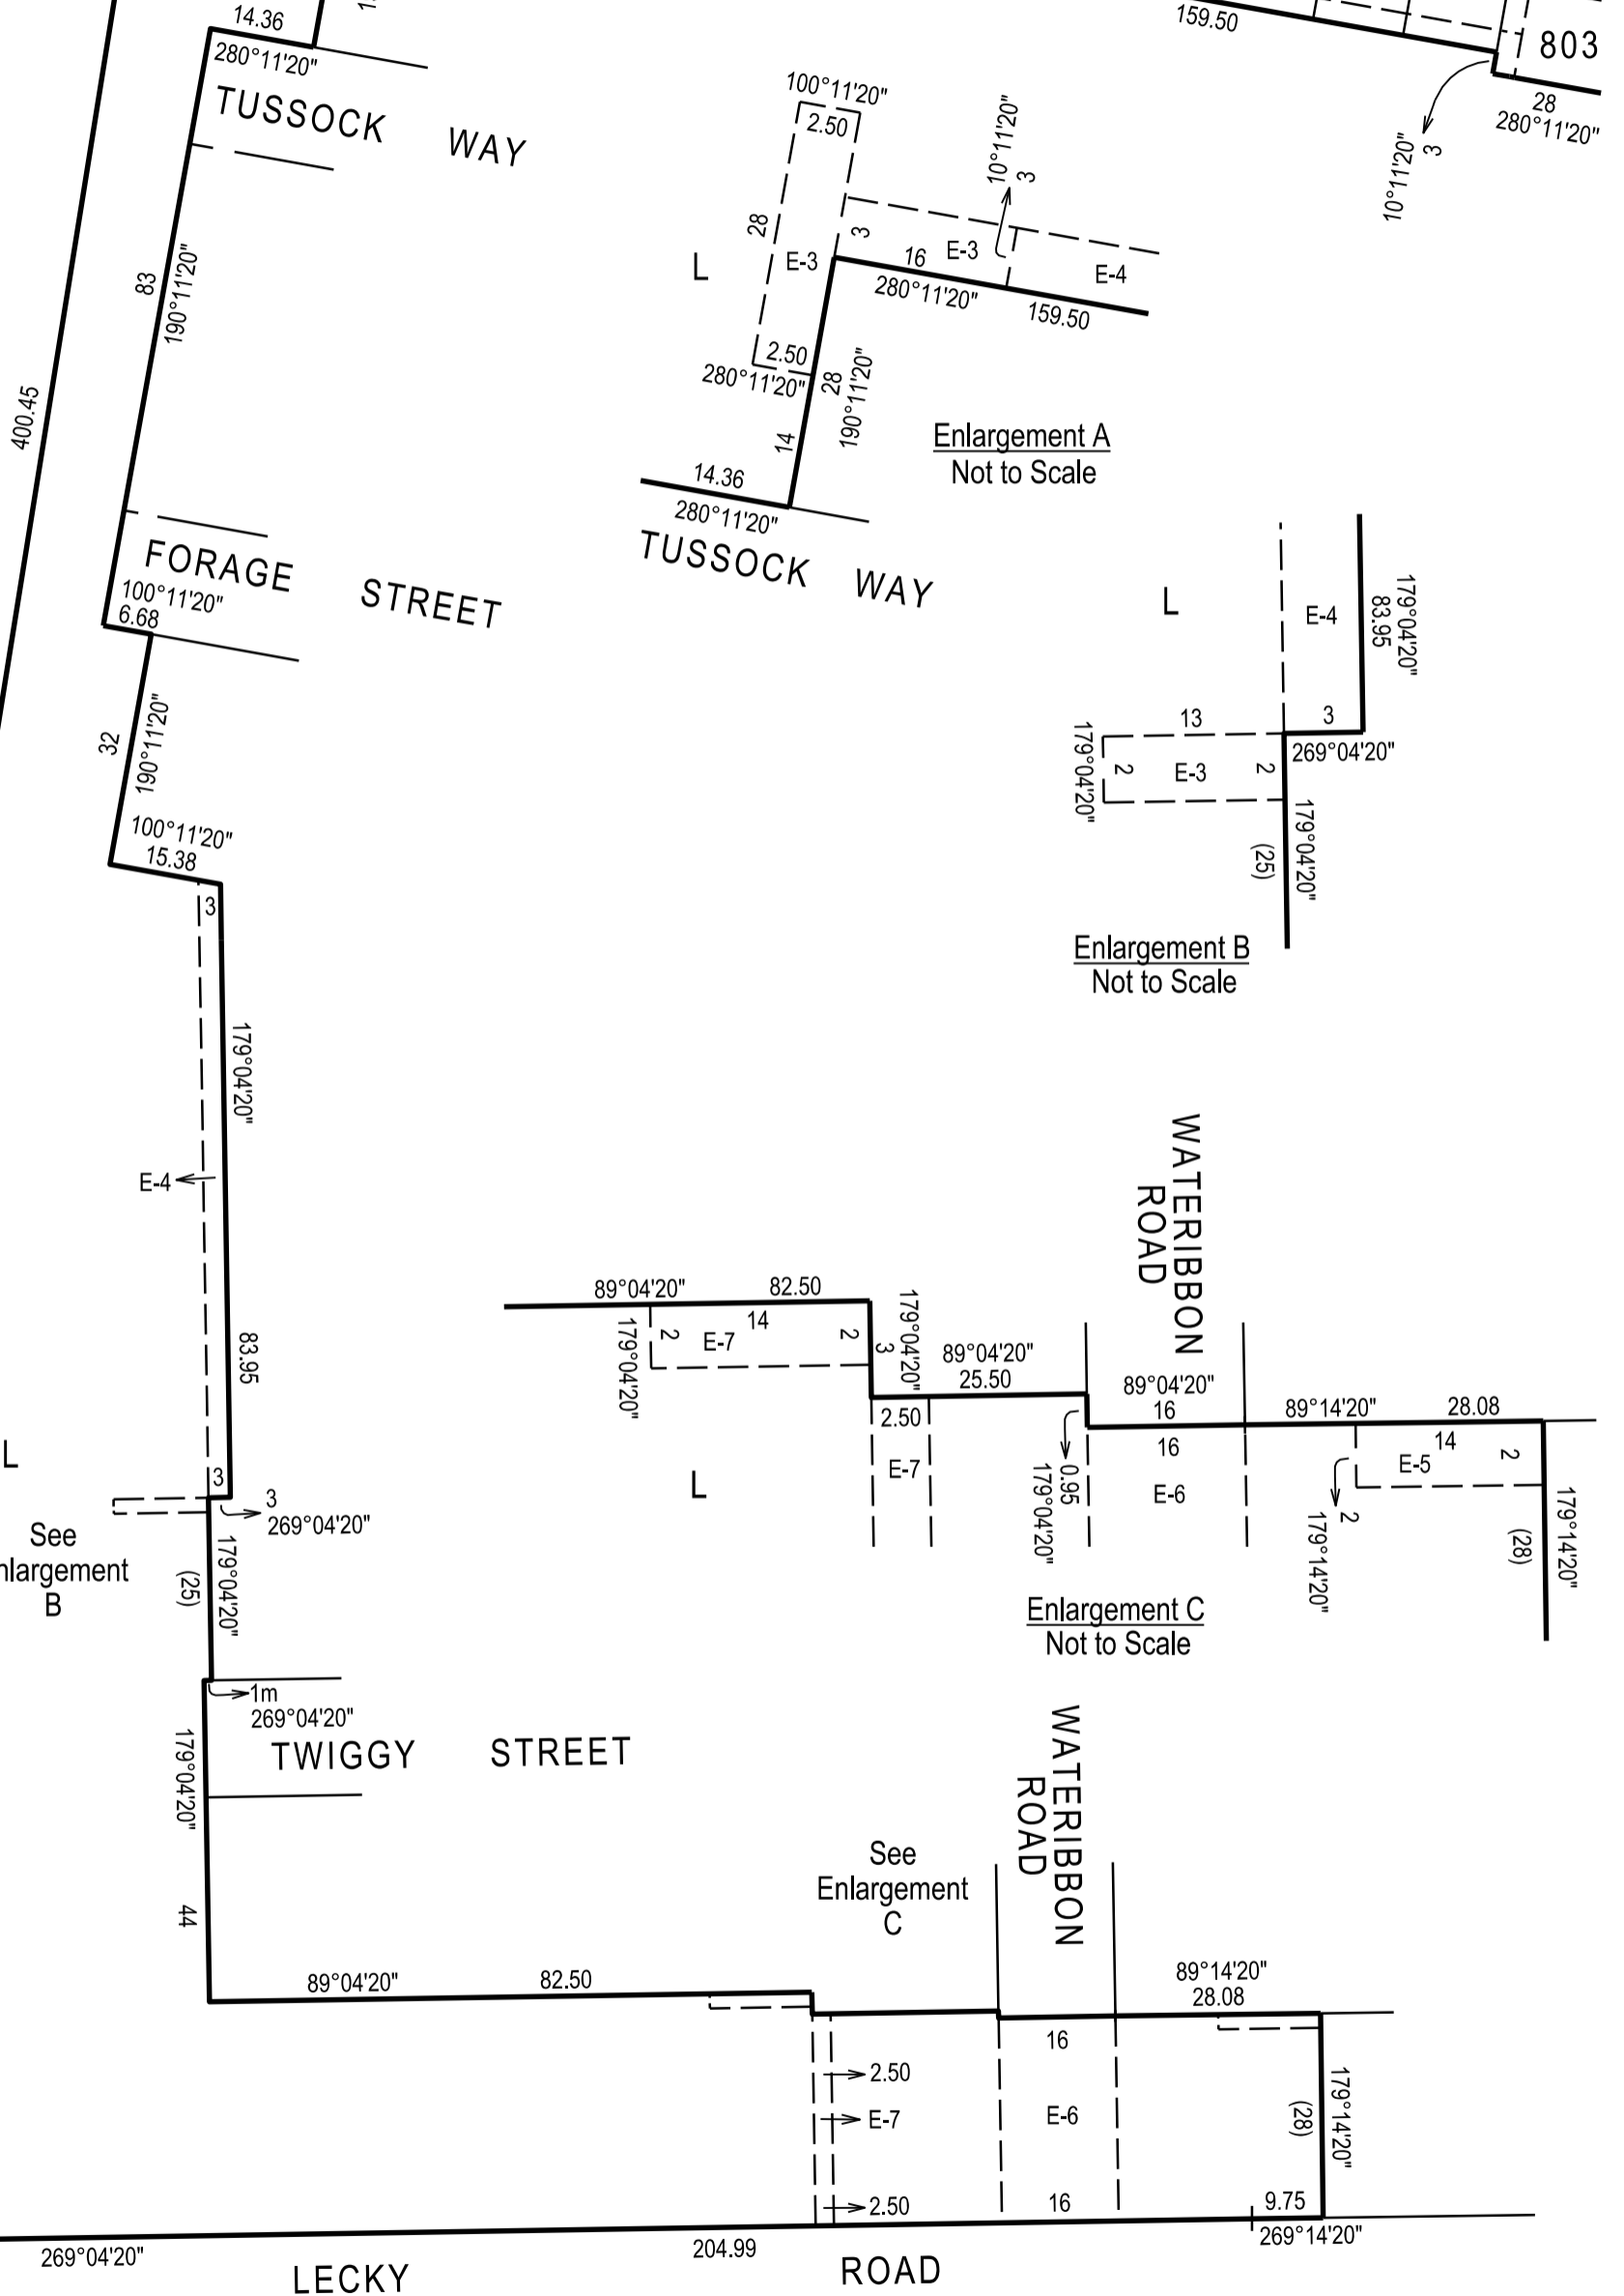 14.36
280°11'20"
TUSSOCK WAY
159.50
803
28
280°11'20"
10°11'20"
3
100°11'20"
2.50
10°11'20"
3
28
3
E-3
16
E-3
E-4
L
280°11'20"
159.50
2.50
280°11'20"
28
190°11'20"
14
83
190°11'20"
400.45
Enlargement A
Not to Scale
14.36
280°11'20"
TUSSOCK WAY
FORAGE STREET
100°11'20"
6.68
L
E-4
179°04'20"
83.95
13
3
269°04'20"
179°04'20"
2
E-3
2
179°04'20"
(25)
Enlargement B
Not to Scale
32
190°11'20"
100°11'20"
15.38
3
179°04'20"
E-4
83.95
WATERIBBON
ROAD
89°04'20"
82.50
14
2
E-7
2
179°04'20"
179°04'20"
3
89°04'20"
25.50
89°04'20"
16
89°14'20"
28.08
2.50
16
14
2
E-7
E-6
E-5
L
0.95
179°04'20"
2
179°14'20"
(28)
179°14'20"
Enlargement C
Not to Scale
L
3
3
269°04'20"
See
nlargement
B
179°04'20"
(25)
1m
269°04'20"
TWIGGY STREET
179°04'20"
44
WATERIBBON
ROAD
See
Enlargement
C
89°04'20"
82.50
89°14'20"
28.08
16
2.50
E-7
E-6
2.50
16
179°14'20"
(28)
9.75
269°14'20"
269°04'20"
204.99
LECKY ROAD